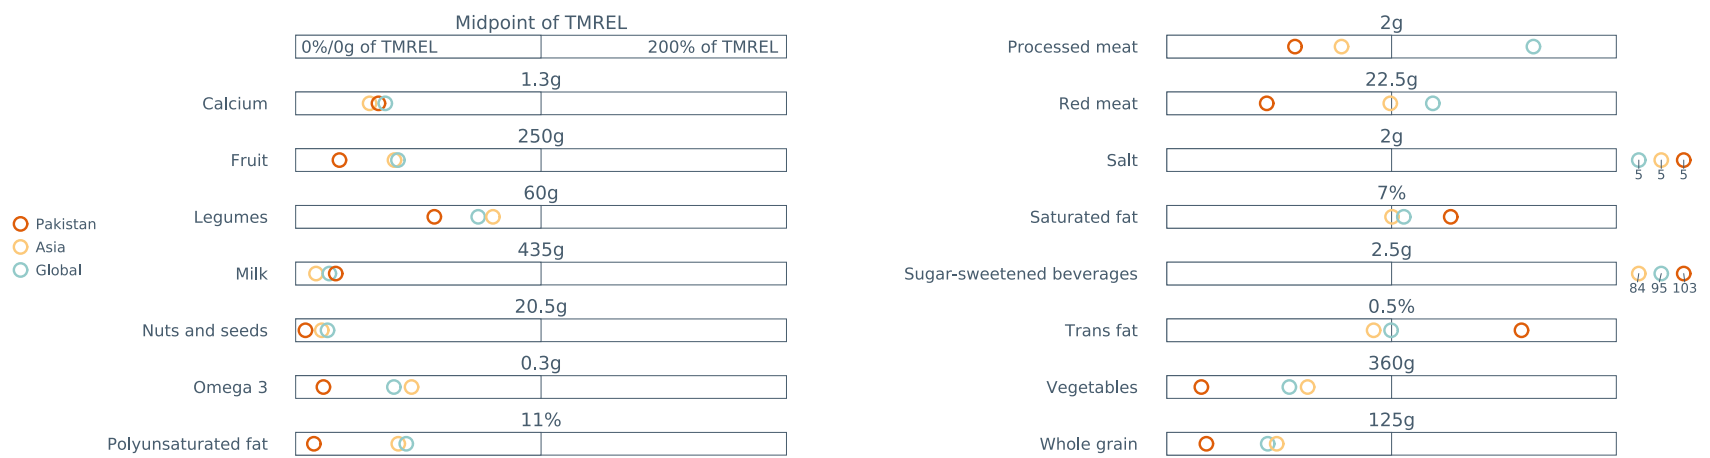 Midpoint of TMREL
0%/0g of TMREL 200% of TMREL
1.3g
Calcium
250g
Fruit
60g
Legumes
435g
Milk
20.5g
Nuts and seeds
0.3g
Omega 3
11%
Polyunsaturated fat
Pakistan
Asia
Global
2g
Processed meat
22.5g
Red meat
2g
Salt
5 5 5
7%
Saturated fat
2.5g
Sugar-sweetened beverages
84 95 103
0.5%
Trans fat
360g
Vegetables
125g
Whole grain